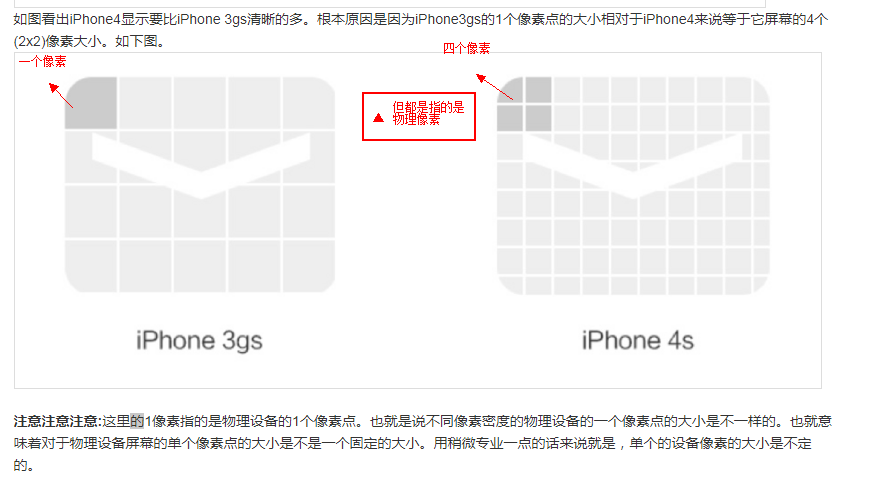 如图看出iPhone4显示要比iPhone 3gs清晰的多。根本原因是因为iPhone3gs的1个像素点的大小相对于iPhone4来说等于它屏幕的4个
(2x2)像素大小。如下图。
一个像素
四个像素
但都是指的是
物理像素
iPhone 3gs
iPhone 4s
注意注意注意:这里的1像素指的是物理设备的1个像素点。也就是说不同像素密度的物理设备的一个像素点的大小是不一样的。也就意
味着对于物理设备屏幕的单个像素点的大小是不是一个固定的大小。用稍微专业一点的话来说就是，单个的设备像素的大小是不定
的。